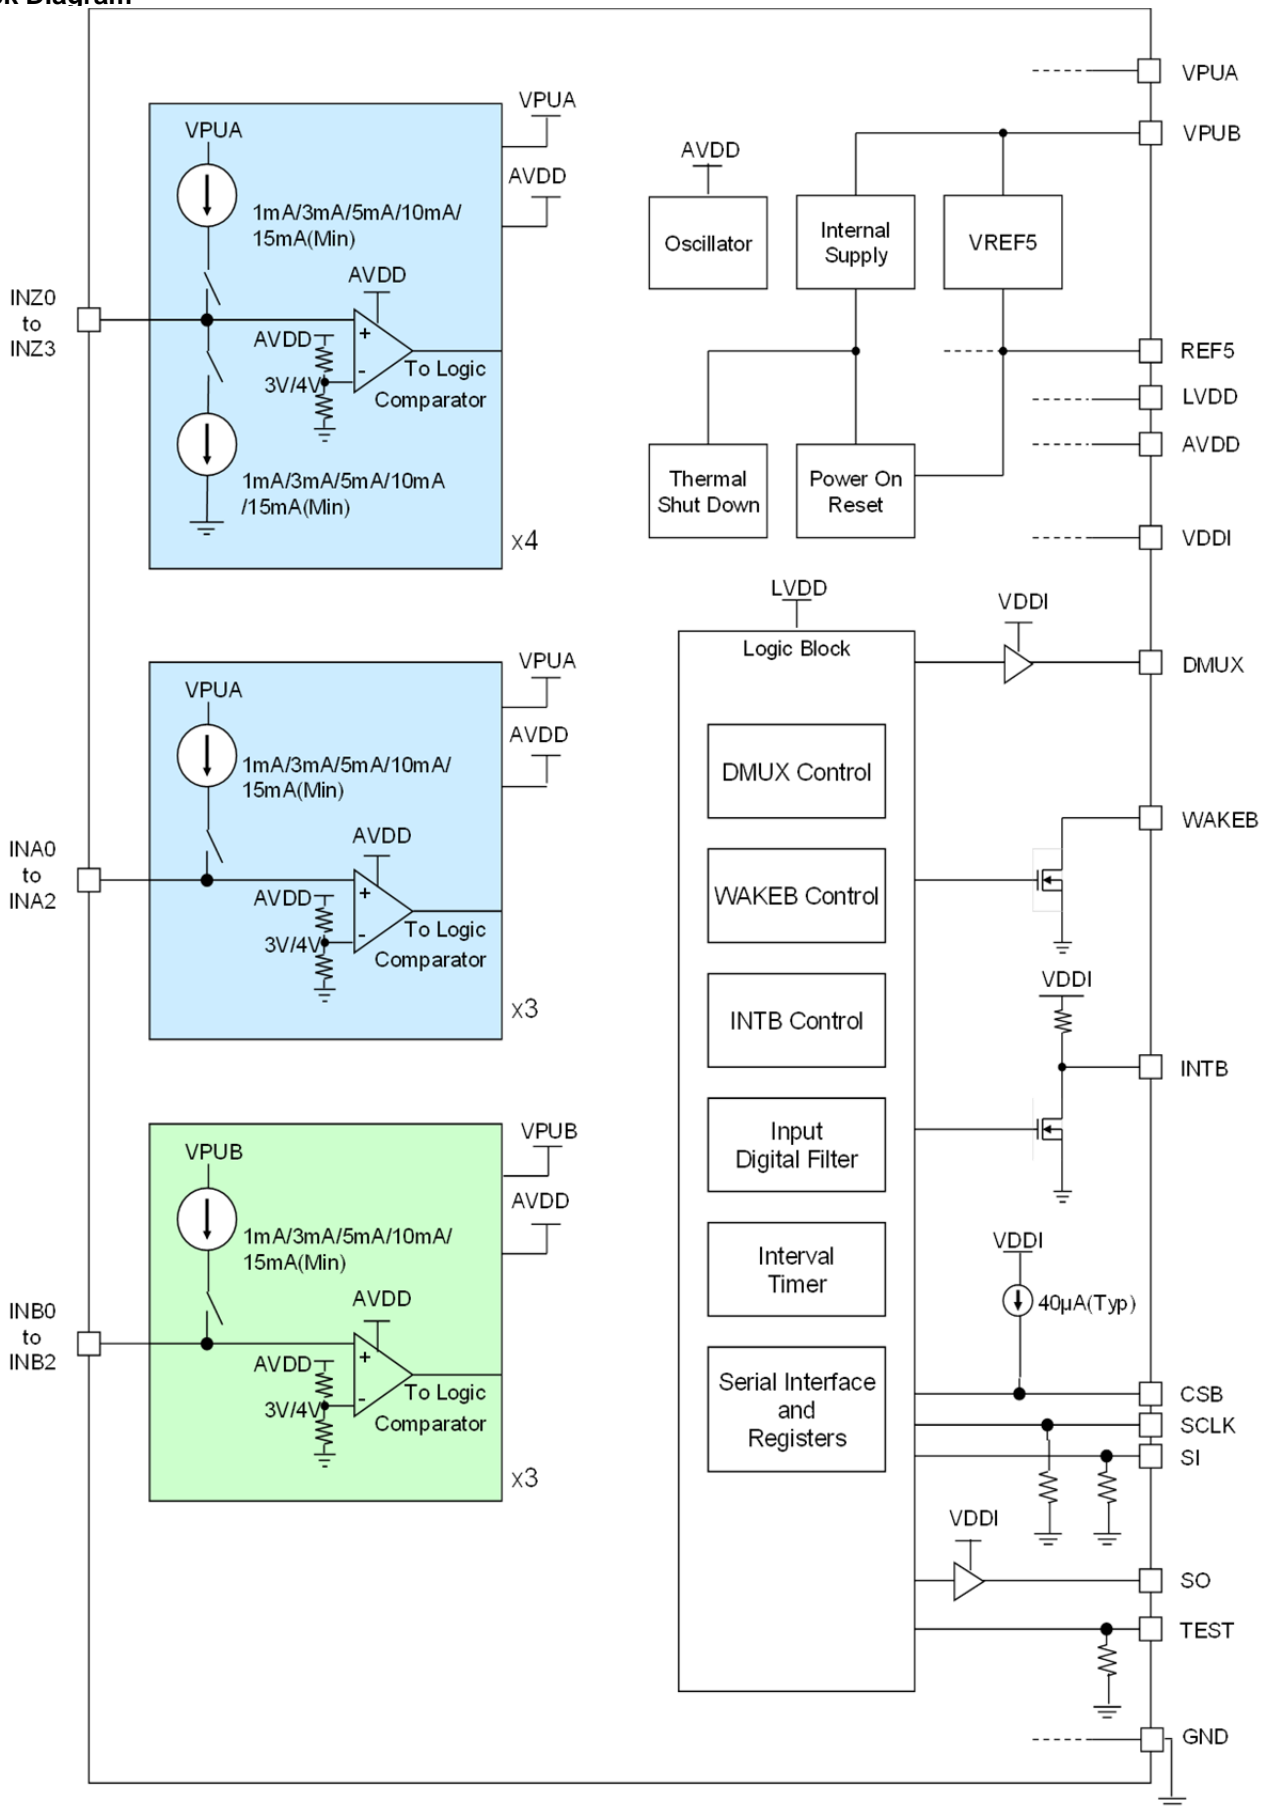 k Diagram
VPUA
1mA/3mA/5mA/10mA/
15mA(Min)
AVDD
AVDD
3V/4V
+
-
To Logic
Comparator
1mA/3mA/5mA/10mA
/15mA(Min)
VPUA
AVDD
x4
INZ0
to
INZ3
VPUA
1mA/3mA/5mA/10mA/
15mA(Min)
AVDD
AVDD
3V/4V
+
-
To Logic
Comparator
VPUA
AVDD
x3
INA0
to
INA2
VPUB
1mA/3mA/5mA/10mA/
15mA(Min)
AVDD
AVDD
3V/4V
+
-
To Logic
Comparator
VPUB
AVDD
x3
INB0
to
INB2
AVDD
Oscillator
Internal
Supply
VREF5
Thermal
Shut Down
Power On
Reset
VPUA
VPUB
REF5
LVDD
AVDD
VDDI
LVDD
Logic Block
DMUX Control
WAKEB Control
INTB Control
Input
Digital Filter
Interval
Timer
Serial Interface
and
Registers
VDDI
DMUX
WAKEB
VDDI
INTB
VDDI
40µA(Typ)
CSB
SCLK
SI
VDDI
SO
TEST
GND